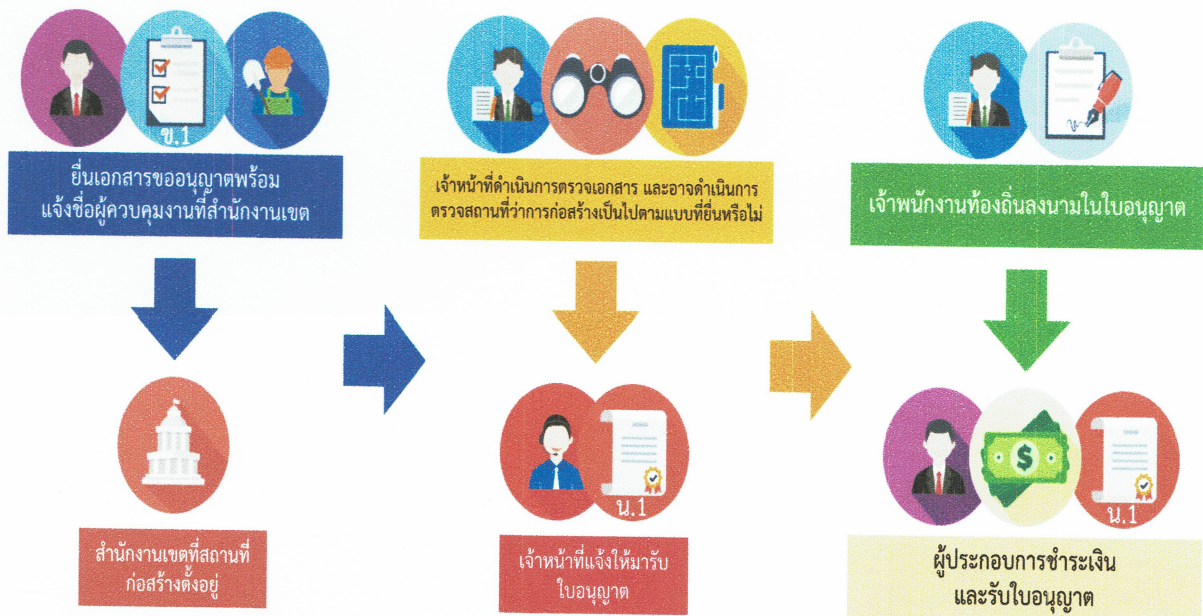 ข.1
ยื่นเอกสารขออนุญาตพร้อม
แจ้งชื่อผู้ควบคุมงานที่สำนักงานเขต
สำนักงานเขตที่สถานที่
ก่อสร้างตั้งอยู่
เจ้าหน้าที่ดำเนินการตรวจเอกสาร และอาจดำเนินการ
ตรวจสถานที่ว่าการก่อสร้างเป็นไปตามแบบที่ยื่นหรือไม่
น.1
เจ้าหน้าที่แจ้งให้มารับ
ใบอนุญาต
เจ้าพนักงานท้องถิ่นลงนามในใบอนุญาต
$
น.1
ผู้ประกอบการชำระเงิน
และรับใบอนุญาต